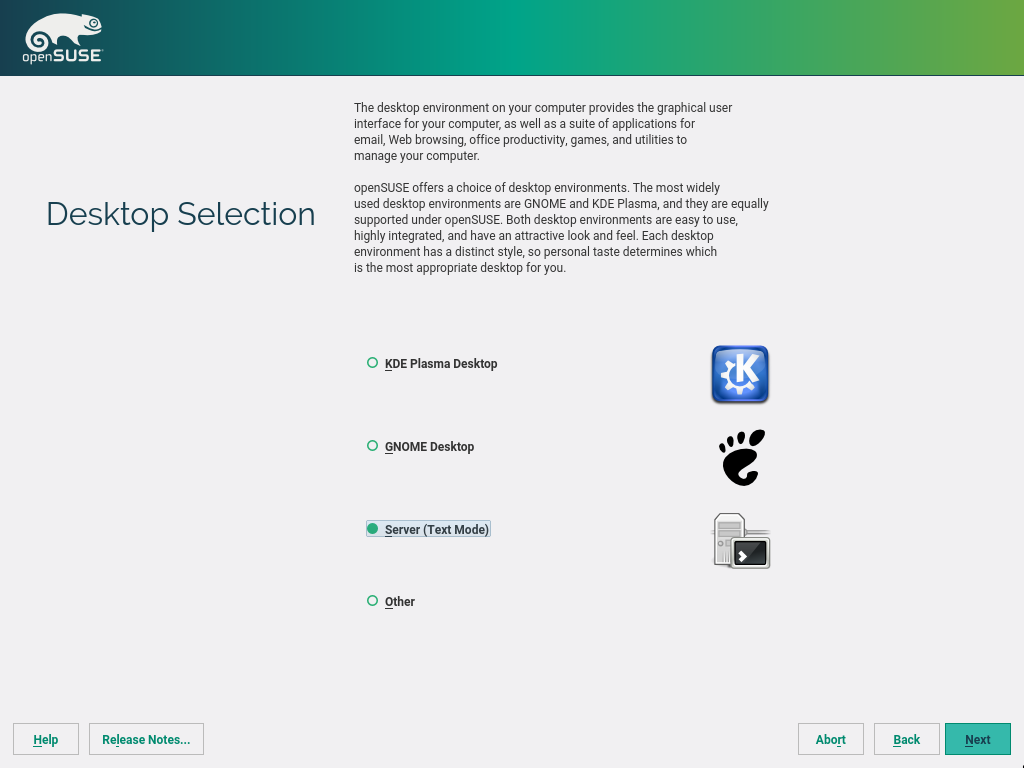 openSUSE
The desktop environment on your computer provides the graphical user
interface for your computer, as well as a suite of applications for
email, Web browsing, office productivity, games, and utilities to
manage your computer.
openSUSE offers a choice of desktop environments. The most widely
used desktop environments are GNOME and KDE Plasma, and they are equally
supported under openSUSE. Both desktop environments are easy to use,
highly integrated, and have an attractive look and feel. Each desktop
environment has a distinct style, so personal taste determines which
is the most appropriate desktop for you.
Desktop Selection
KDE Plasma Desktop
GNOME Desktop
Server (Text Mode)
Other
Help
Release Notes...
Abort
Back
Next